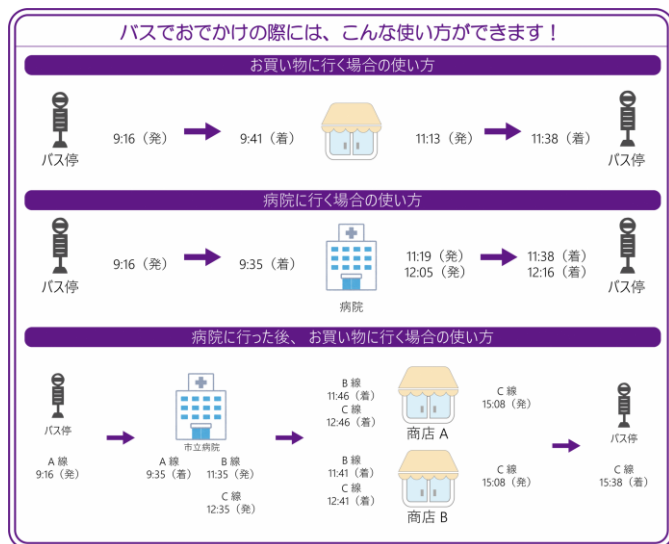 バスでおでかけの際には、こんな使い方ができます！
お買い物に行く場合の使い方
バス停
9:16（発）
9:41（着）
11:13（発）
11:38（着）
バス停
病院に行く場合の使い方
バス停
9:16（発）
9:35（着）
病院
11:19（発）
12:05（発）
11:38（着）
12:16（着）
バス停
病院に行った後、お買い物に行く場合の使い方
バス停
A 線
9:16（発）
市立病院
A 線
9:35（着）
B 線
11:35（発）
C 線
12:35（発）
B 線
11:46（着）
C 線
12:46（着）
商店 A
C 線
15:08（発）
B 線
11:41（着）
C 線
12:41（着）
商店 B
C 線
15:08（発）
バス停
C 線
15:38（着）